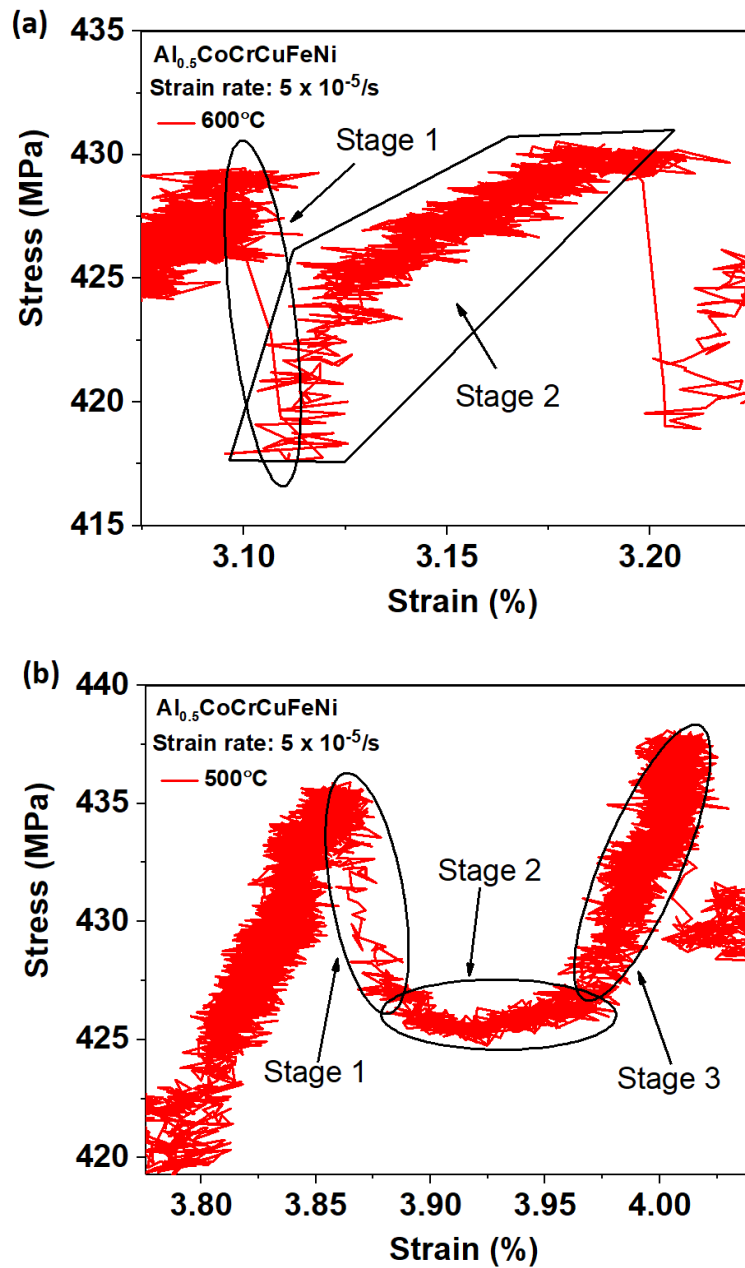 (a)
435
430
425
420
415
Stress (MPa)
Al0.5CoCrCuFeNi
Strain rate: 5 x 10-5/s
600°C
Stage 1
Stage 2
3.10
3.15
3.20
Strain (%)
(b)
440
435
430
425
420
Stress (MPa)
Al0.5CoCrCuFeNi
Strain rate: 5 x 10-5/s
500°C
Stage 2
Stage 1
Stage 3
3.80
3.85
3.90
3.95
4.00
Strain (%)